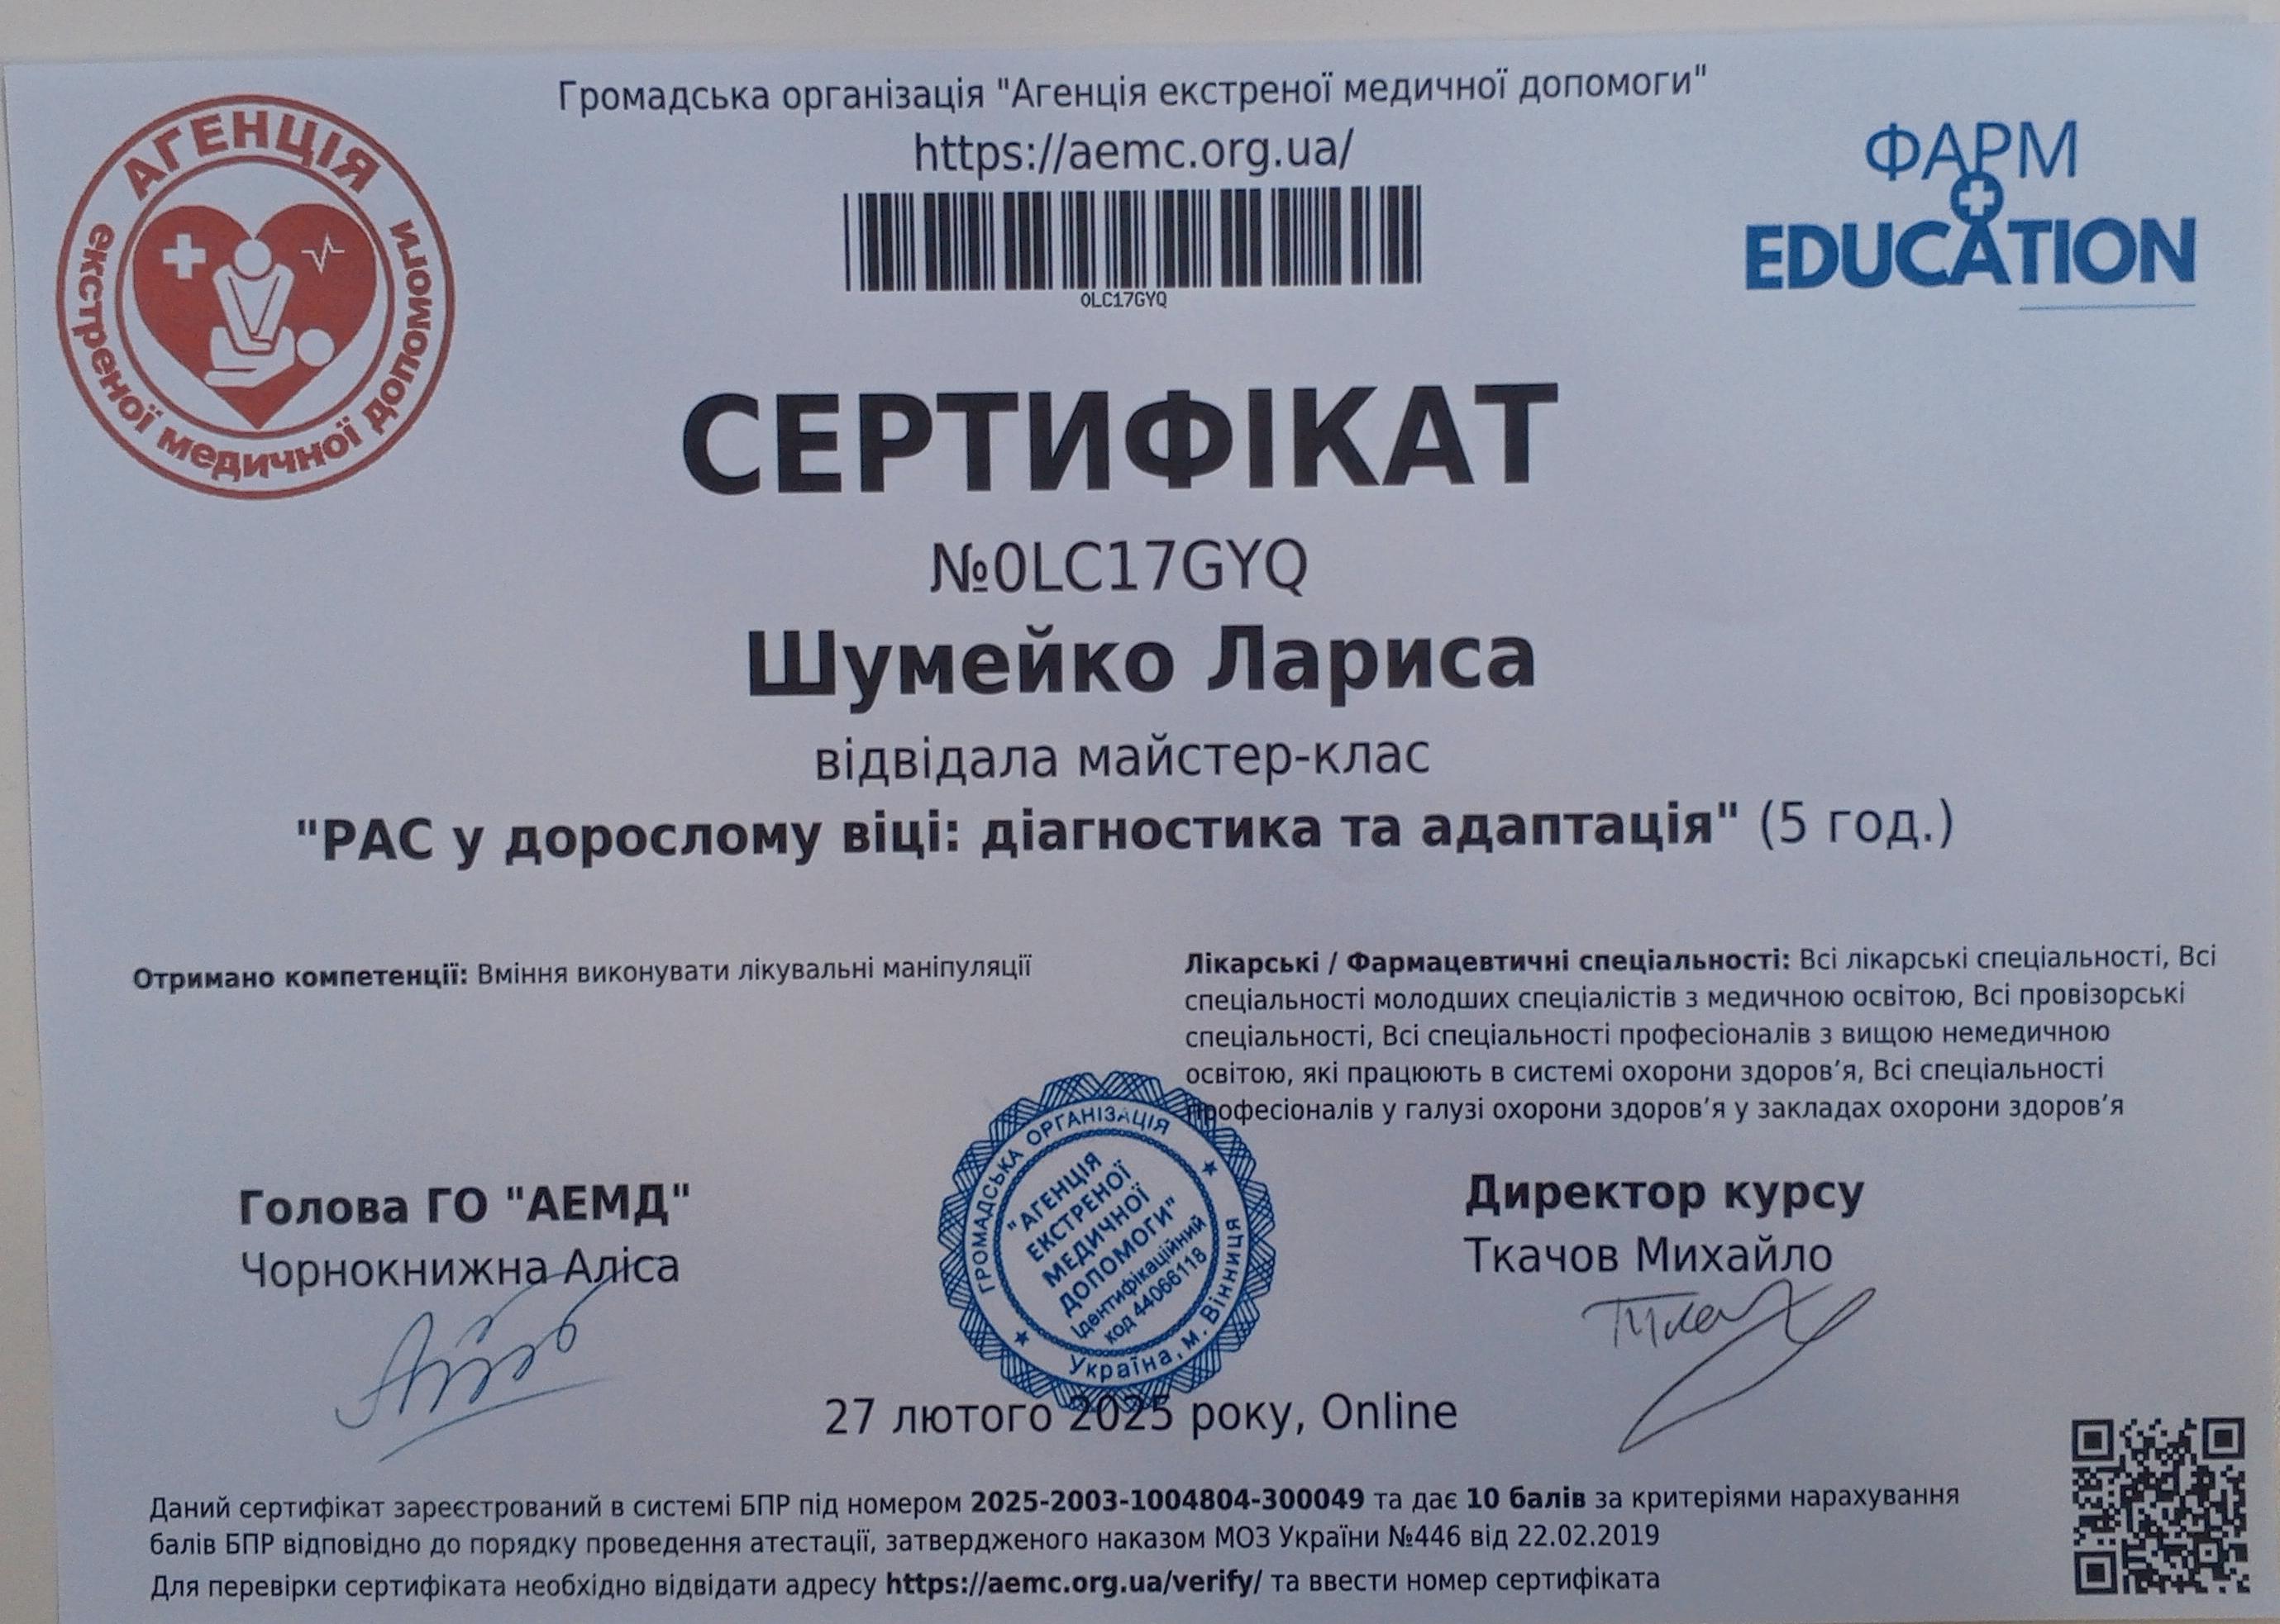 Громадська організація "Агенція екстреної медичної допомоги"
https://aemc.org.ua/
0LC17GYQ
АГЕНЦІЯ
екстреної медичної допомоги
ФАРМ
EDUCATION
СЕРТИФІКАТ
№0LC17GYQ
Шумейко Лариса
відвідала майстер-клас
"РАС у дорослому віці: діагностика та адаптація" (5 год.)
Отримано компетенції: Вміння виконувати лікувальні маніпуляції
Лікарські / Фармацевтичні спеціальності: Всі лікарські спеціальності, Всі
спеціальності молодших спеціалістів з медичною освітою, Всі провізорські
спеціальності, Всі спеціальності професіоналів з вищою немедичною
освітою, які працюють в системі охорони здоров’я, Всі спеціальності
професіоналів у галузі охорони здоров’я у закладах охорони здоров’я
Голова ГО "АЕМД"
Чорнокнижна Аліса
ГРОМАДСЬКА ОРГАНІЗАЦІЯ
"АГЕНЦІЯ
ЕКСТРЕНОЇ
МЕДИЧНОЇ
ДОПОМОГИ"
Ідентифікаційний
код 44066118
Україна, м. Вінниця
Директор курсу
Ткачов Михайло
27 лютого 2025 року, Online
Даний сертифікат зареєстрований в системі БПР під номером 2025-2003-1004804-300049 та дає 10 балів за критеріями нарахування
балів БПР відповідно до порядку проведення атестації, затвердженого наказом МОЗ України №446 від 22.02.2019
Для перевірки сертифіката необхідно відвідати адресу https://aemc.org.ua/verify/ та ввести номер сертифіката